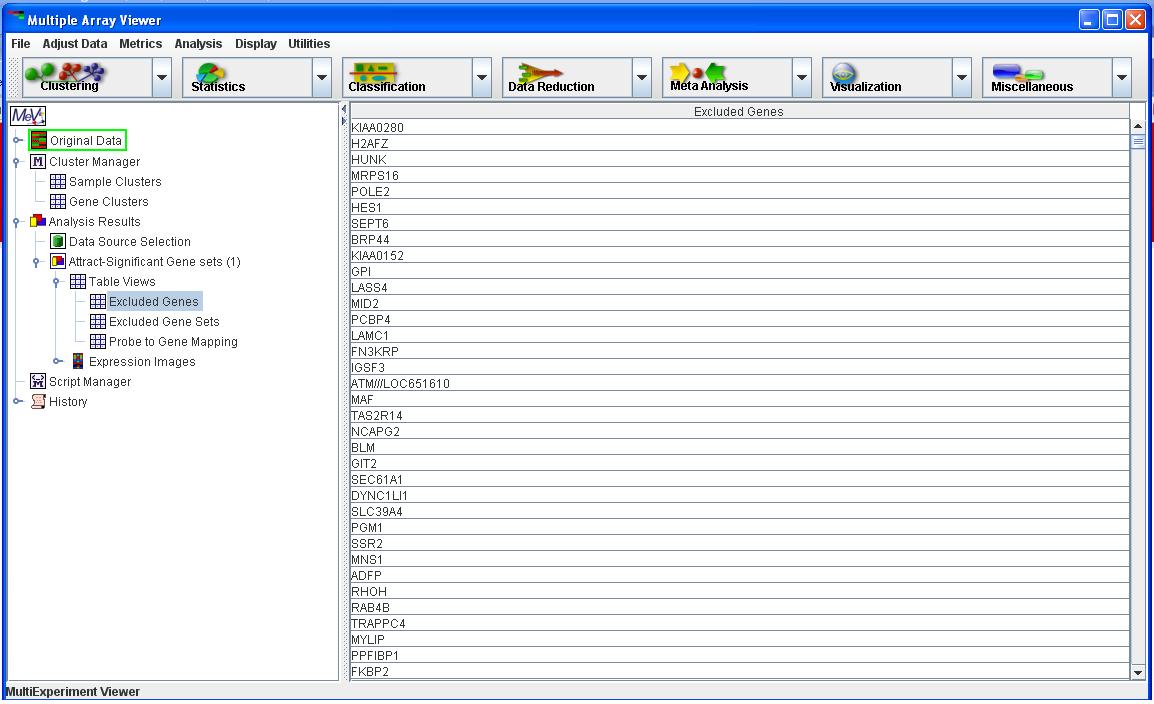 Multiple Array Viewer
File Adjust Data Metrics Analysis Display Utilities
Clustering Statistics Classification Data Reduction Meta Analysis Visualization Miscellaneous
MeV
Original Data
Cluster Manager
Sample Clusters
Gene Clusters
Analysis Results
Data Source Selection
Attract-Significant Gene sets (1)
Table Views
Excluded Genes
Excluded Gene Sets
Probe to Gene Mapping
Expression Images
Script Manager
History
Excluded Genes
KIAA0280
H2AFZ
HUNK
MRPS16
POLE2
HES1
SEPT6
BRP44
KIAA0152
GPI
LASS4
MID2
PCBP4
LAMC1
FN3KRP
IGSF3
ATM///LOC651610
MAF
TAS2R14
NCAPG2
BLM
GIT2
SEC61A1
DYNC1LI1
SLC39A4
PGM1
SSR2
MNS1
ADFP
RHOH
RAB4B
TRAPPC4
MYLIP
PPFIBP1
FKBP2
MultiExperiment Viewer